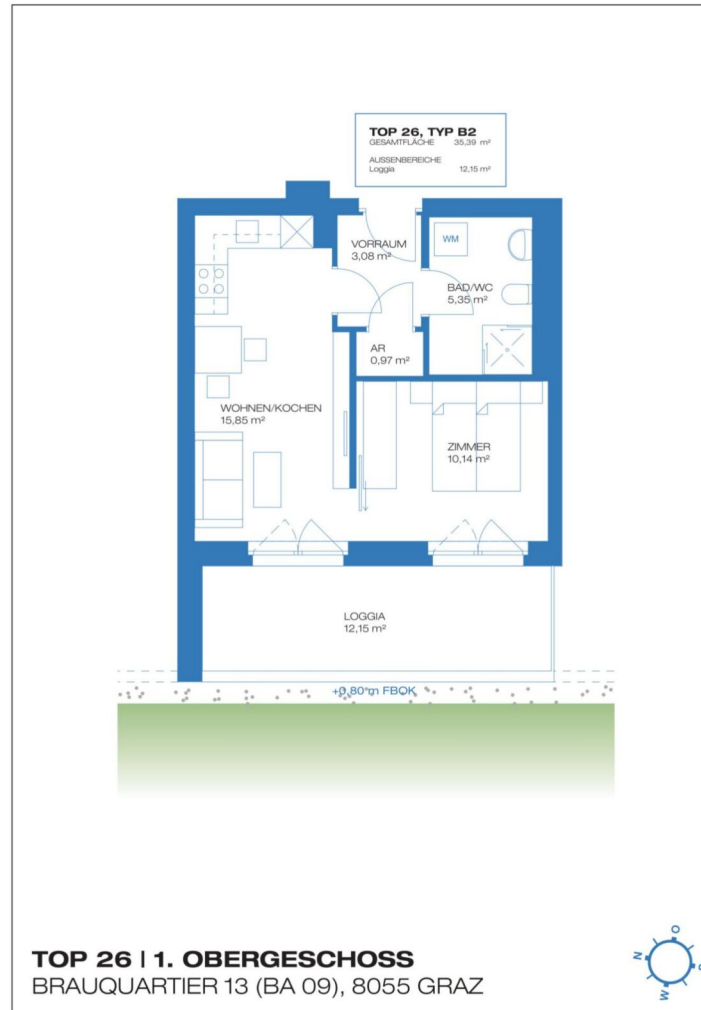 TOP 26, TYP B2
GESAMTFLÄCHE 35,39 m²
AUSSENBEREICHE
Loggia 12,15 m²
VORRAUM
3,08 m²
WM
BAD/WC
5,35 m²
AR
0,97 m²
WOHNEN/KOCHEN
15,85 m²
ZIMMER
10,14 m²
LOGGIA
12,15 m²
+0,80 m FBOK
TOP 26 | 1. OBERGESCHOSS
BRAUQUARTIER 13 (BA 09), 8055 GRAZ
N O
W S